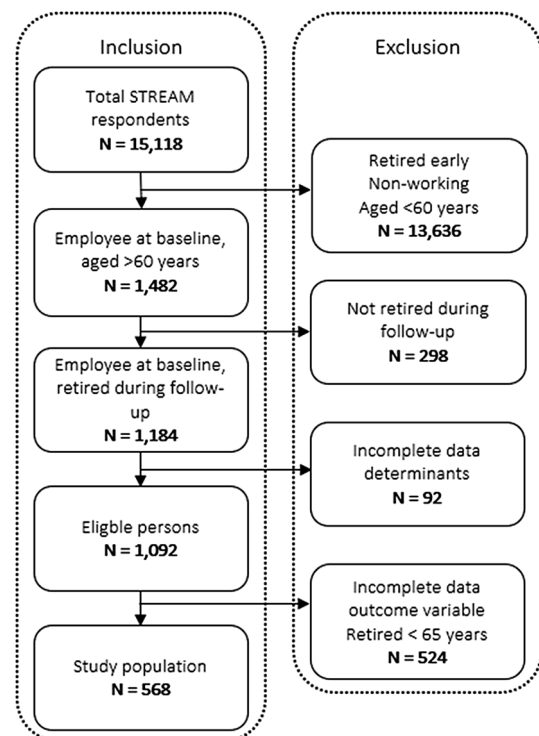 Inclusion
Total STREAM
respondents
N = 15,118
Employee at baseline,
aged >60 years
N = 1,482
Employee at baseline,
retired during follow-
up
N = 1,184
Eligble persons
N = 1,092
Study population
N = 568
Exclusion
Retired early
Non-working
Aged <60 years
N = 13,636
Not retired during
follow-up
N = 298
Incomplete data
determinants
N = 92
Incomplete data
outcome variable
Retired < 65 years
N = 524